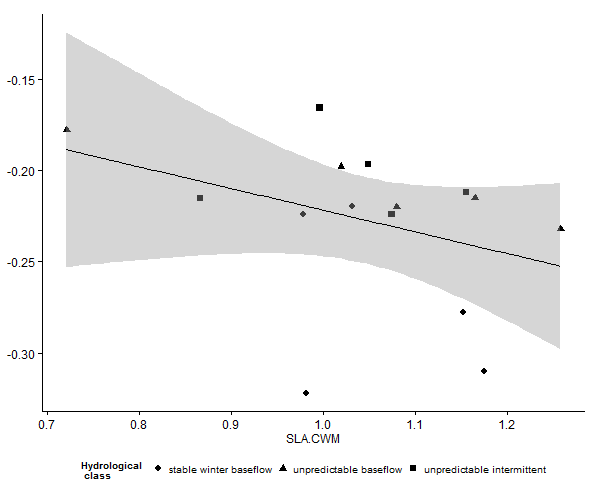 -0.15
-0.20
-0.25
-0.30
0.7 0.8 0.9 1.0 1.1 1.2
SLA.CWM
Hydrological
class
stable winter baseflow unpredictable baseflow unpredictable intermittent